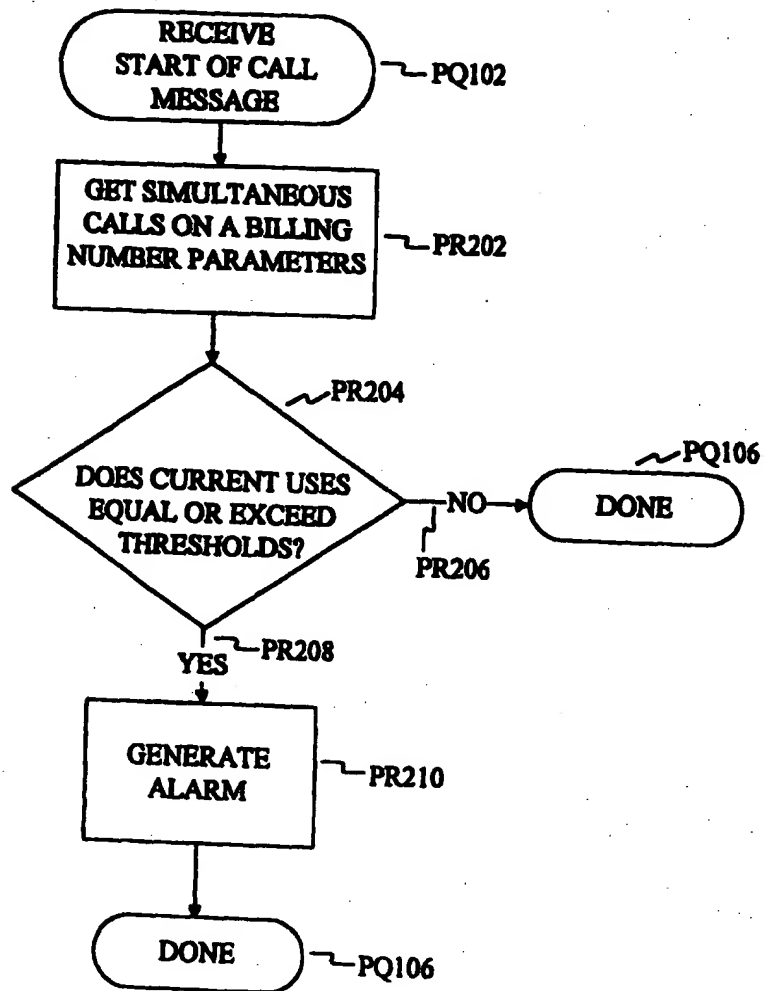 RECEIVE
START OF CALL
MESSAGE
PQ102
GET SIMULTANEOUS
CALLS ON A BILLING
NUMBER PARAMETERS
PR202
PR204
DOES CURRENT USES
EQUAL OR EXCEED
THRESHOLDS?
NO
PR206
PQ106
DONE
PR208
YES
GENERATE
ALARM
PR210
DONE
PQ106